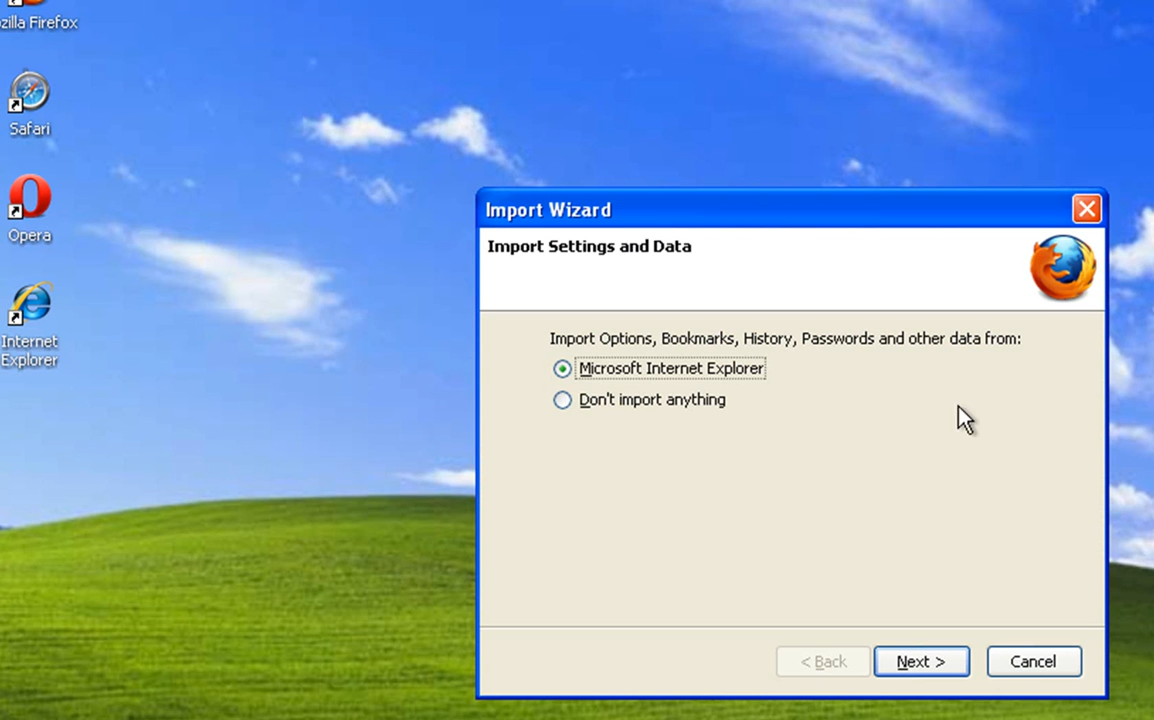 zilla Firefox
Safari
Opera
Internet
Explorer
Import Wizard
Import Settings and Data
Import Options, Bookmarks, History, Passwords and other data from:
Microsoft Internet Explorer
Don't import anything
< Back
Next >
Cancel